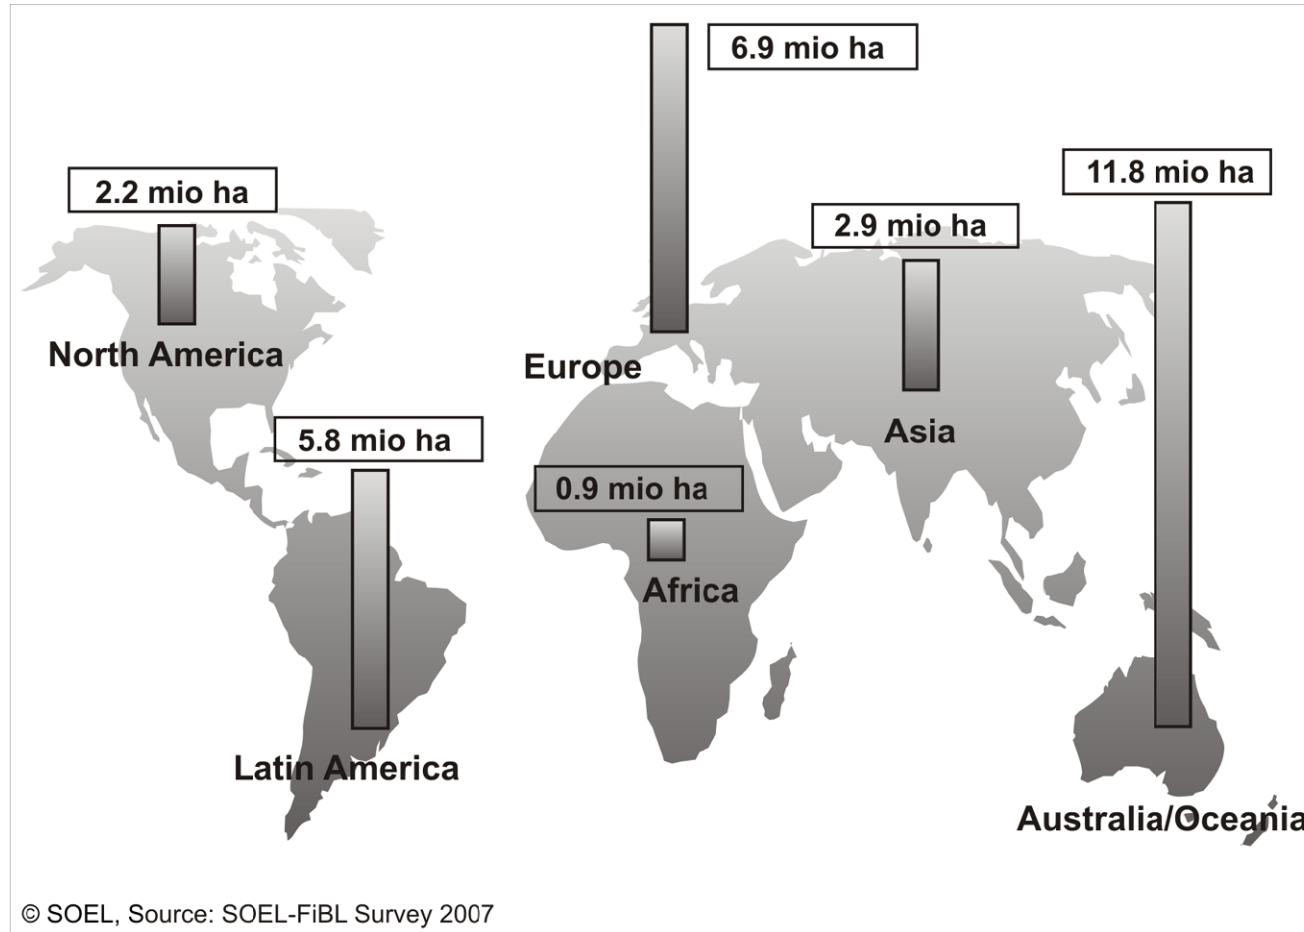 6.9 mio ha
11.8 mio ha
2.2 mio ha
2.9 mio ha
North America
Europe
5.8 mio ha
Asia
0.9 mio ha
Africa
Latin America
Australia/Oceania
© SOEL, Source: SOEL-FiBL Survey 2007